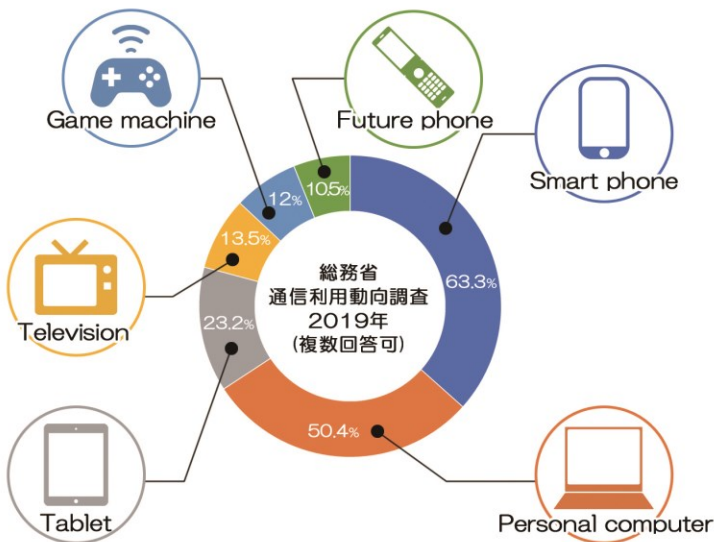 Game machine
Future phone
Smart phone
Television
Tablet
Personal computer
12%
10.5%
13.5%
63.3%
23.2%
50.4%
総務省
通信利用動向調査
2019年
(複数回答可)